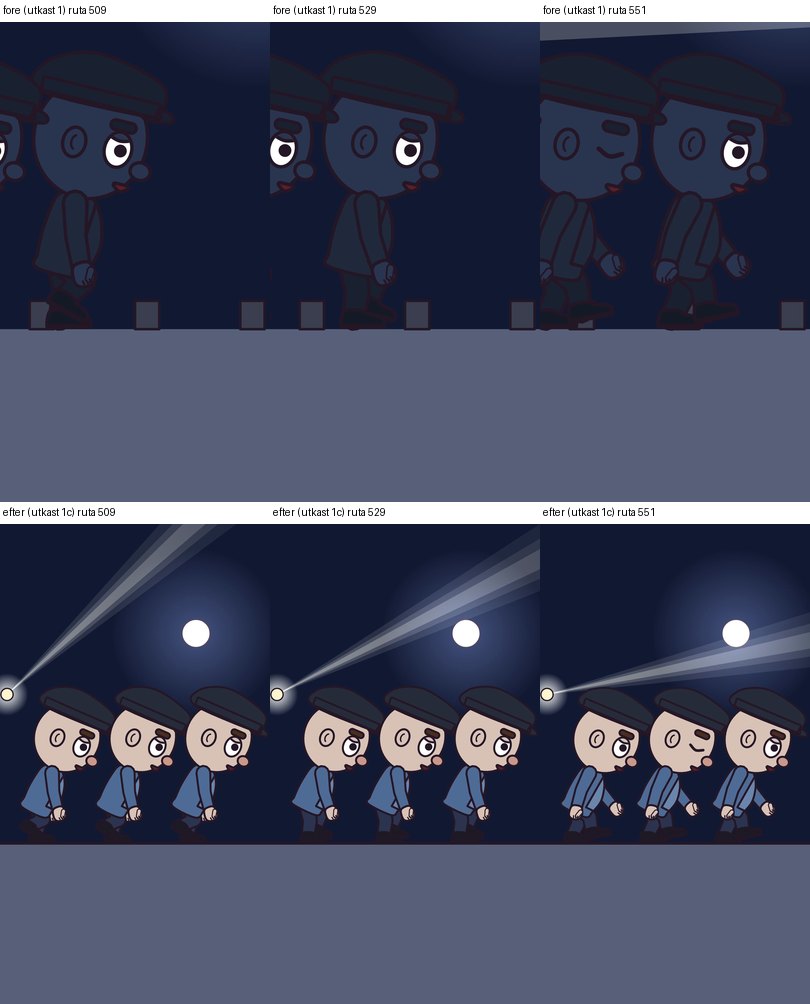 fore (utkast 1) ruta 509
fore (utkast 1) ruta 529
fore (utkast 1) ruta 551
efter (utkast 1c) ruta 509
efter (utkast 1c) ruta 529
efter (utkast 1c) ruta 551